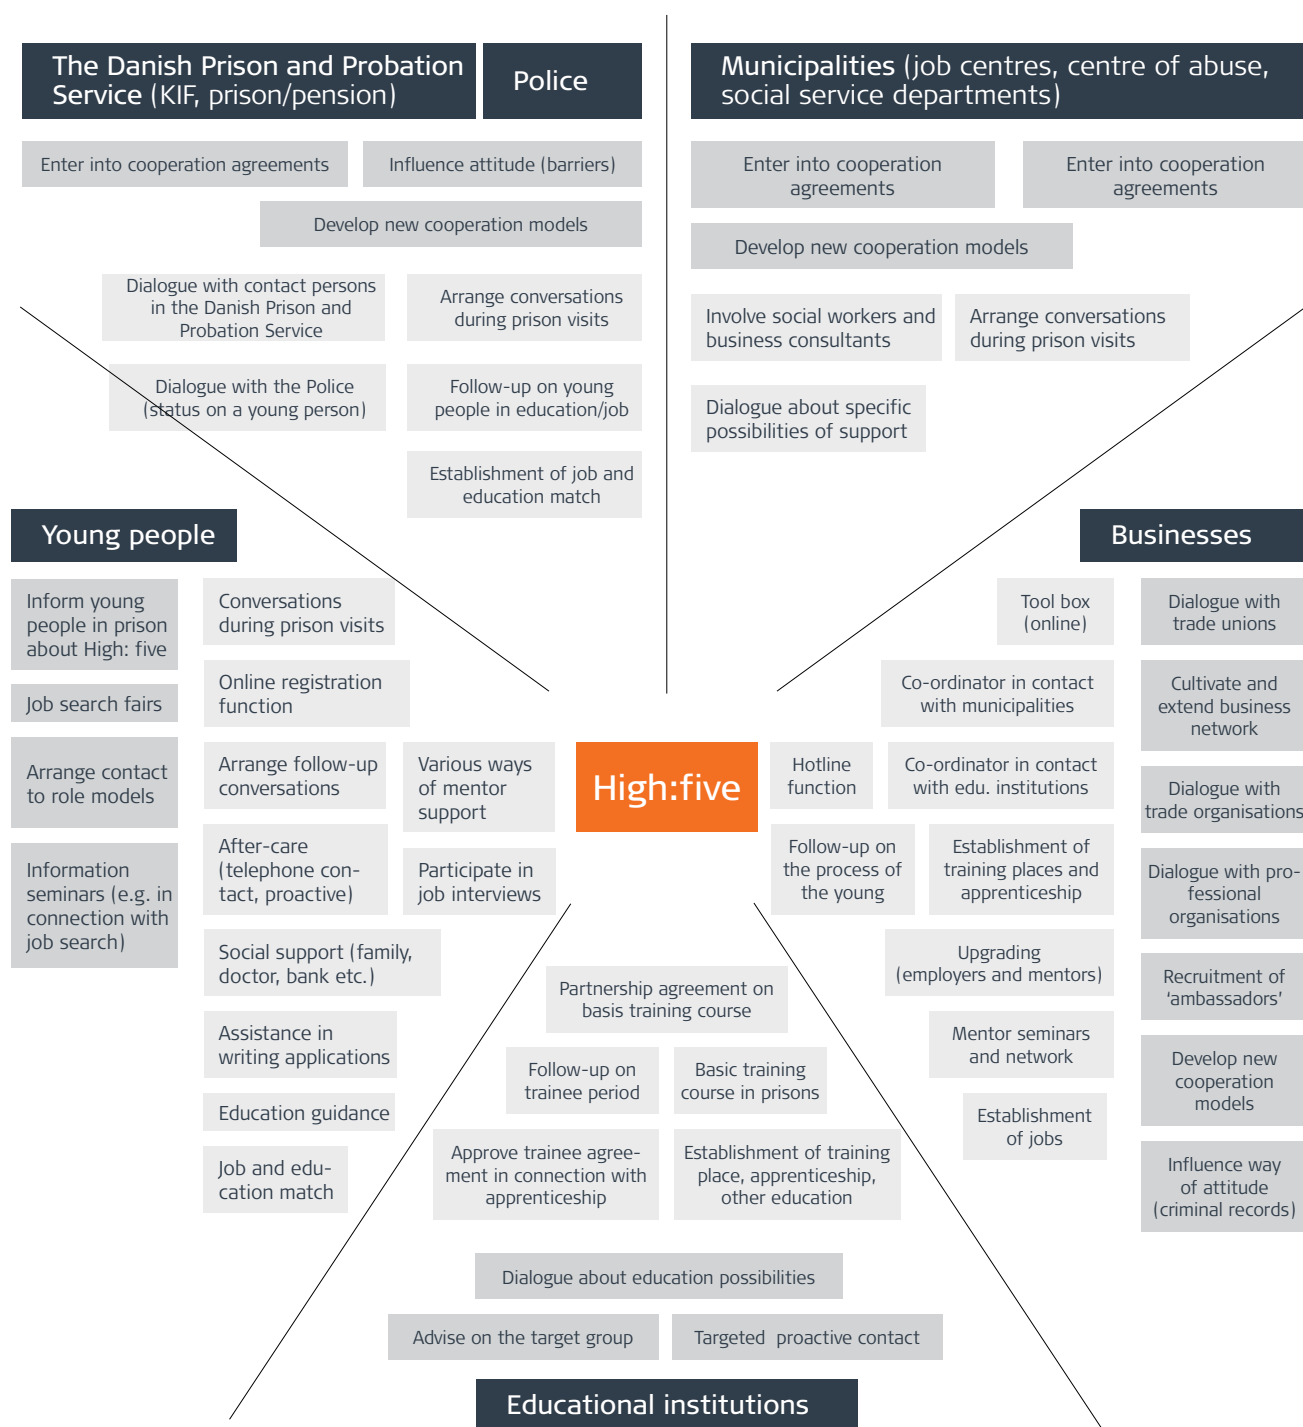 The Danish Prison and Probation
Service (KIF, prison/pension)
Police
Enter into cooperation agreements
Influence attitude (barriers)
Develop new cooperation models
Dialogue with contact persons
in the Danish Prison and
Probation Service
Arrange conversations
during prison visits
Dialogue with the Police
(status on a young person)
Follow-up on young
people in education/job
Establishment of job and
education match
Municipalities (job centres, centre of abuse,
social service departments)
Enter into cooperation
agreements
Enter into cooperation
agreements
Develop new cooperation models
Involve social workers and
business consultants
Arrange conversations
during prison visits
Dialogue about specific
possibilities of support
Young people
Inform young
people in prison
about High: five
Job search fairs
Arrange contact
to role models
Information
seminars (e.g. in
connection with
job search)
Conversations
during prison visits
Online registration
function
Arrange follow-up
conversations
Various ways
of mentor
support
After-care
(telephone con-
tact, proactive)
Participate in
job interviews
Social support (family,
doctor, bank etc.)
Assistance in
writing applications
Education guidance
Job and edu-
cation match
High:five
Businesses
Tool box
(online)
Dialogue with
trade unions
Co-ordinator in contact
with municipalities
Cultivate and
extend business
network
Hotline
function
Co-ordinator in contact
with edu. institutions
Dialogue with
trade organisations
Follow-up on
the process of
the young
Establishment of
training places and
apprenticeship
Dialogue with pro-
fessional
organisations
Upgrading
(employers and mentors)
Recruitment of
‘ambassadors’
Mentor seminars
and network
Develop new
cooperation
models
Establishment
of jobs
Influence way
of attitude
(criminal records)
Partnership agreement on
basis training course
Follow-up on
trainee period
Basic training
course in prisons
Approve trainee agree-
ment in connection with
apprenticeship
Establishment of training
place, apprenticeship,
other education
Dialogue about education possibilities
Advise on the target group
Targeted proactive contact
Educational institutions